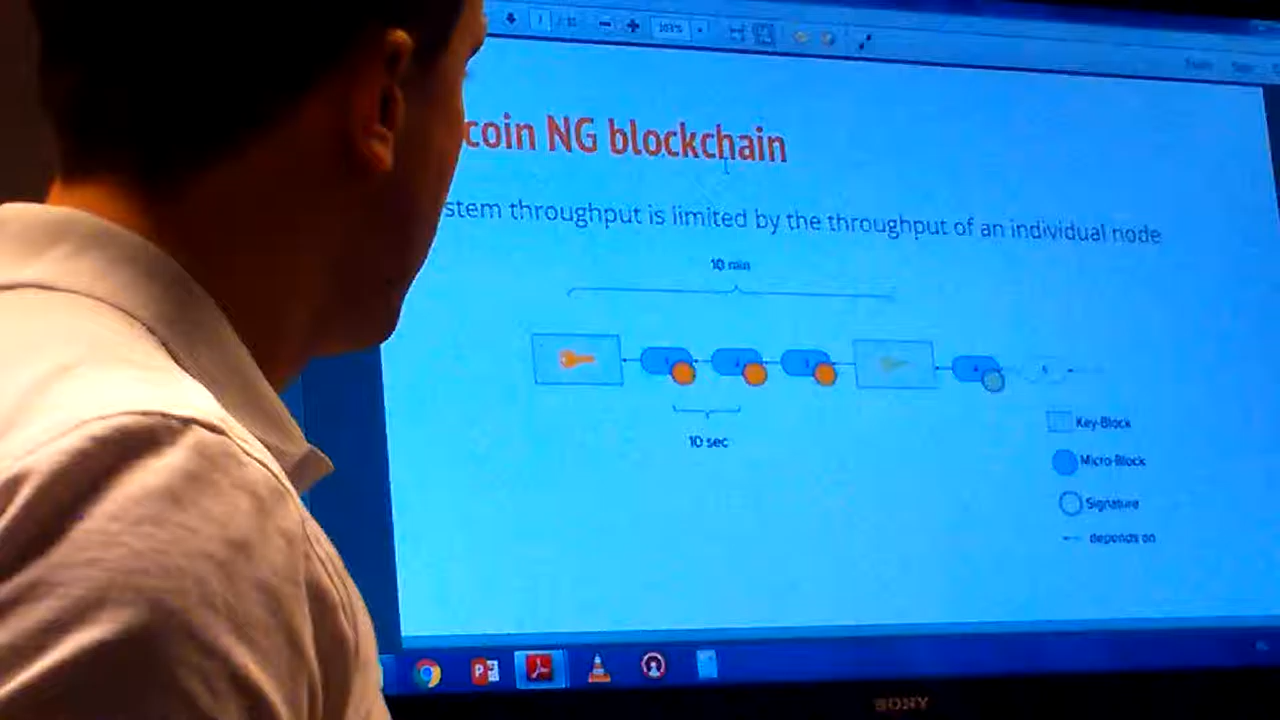 103%
coin NG blockchain
stem throughput is limited by the throughput of an individual node
10 min
10 sec
Key-Block
Micro-Block
Signature
depends on
SONY